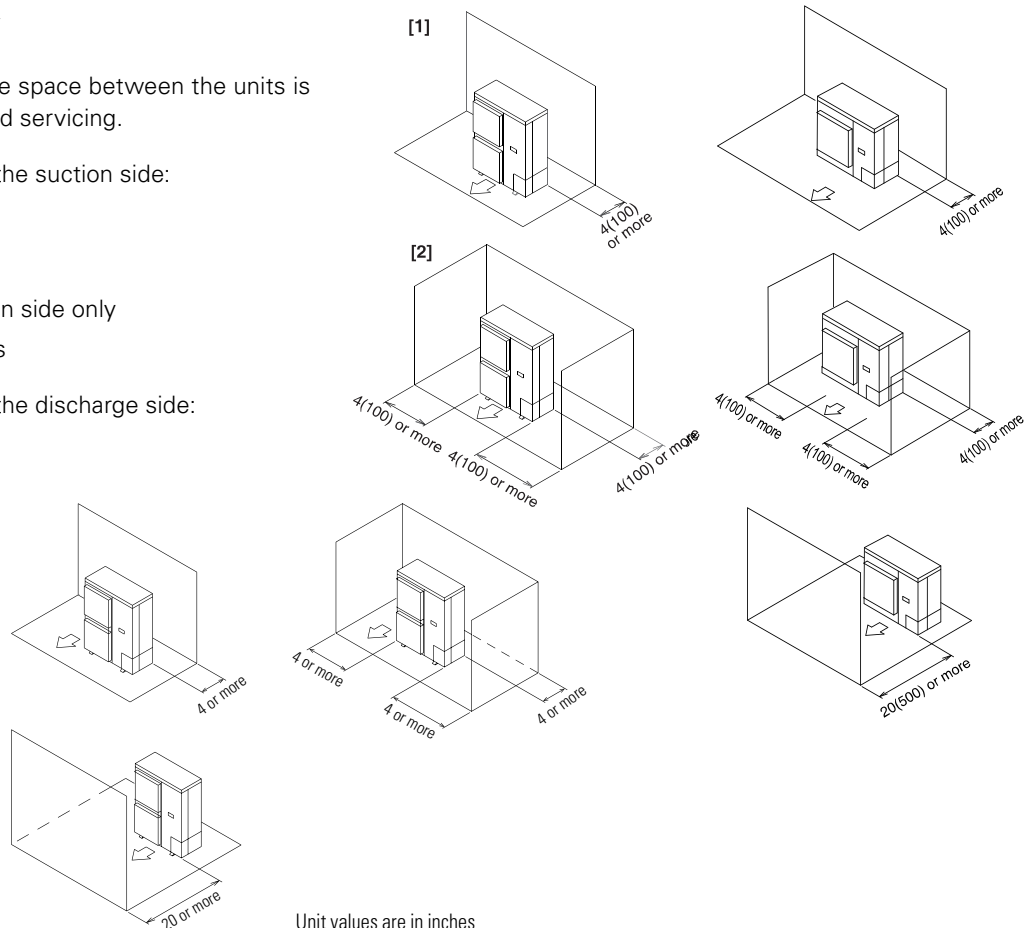 [1]
e space between the units is
d servicing.
the suction side:
4(100)
or more
4(100) or more
[2]
n side only
s
the discharge side:
4(100) or more
4(100) or more
4(100) or more
4(100) or more
4(100) or more
4(100) or more
4 or more
4 or more
4 or more
4 or more
20(500) or more
20 or more
Unit values are in inches